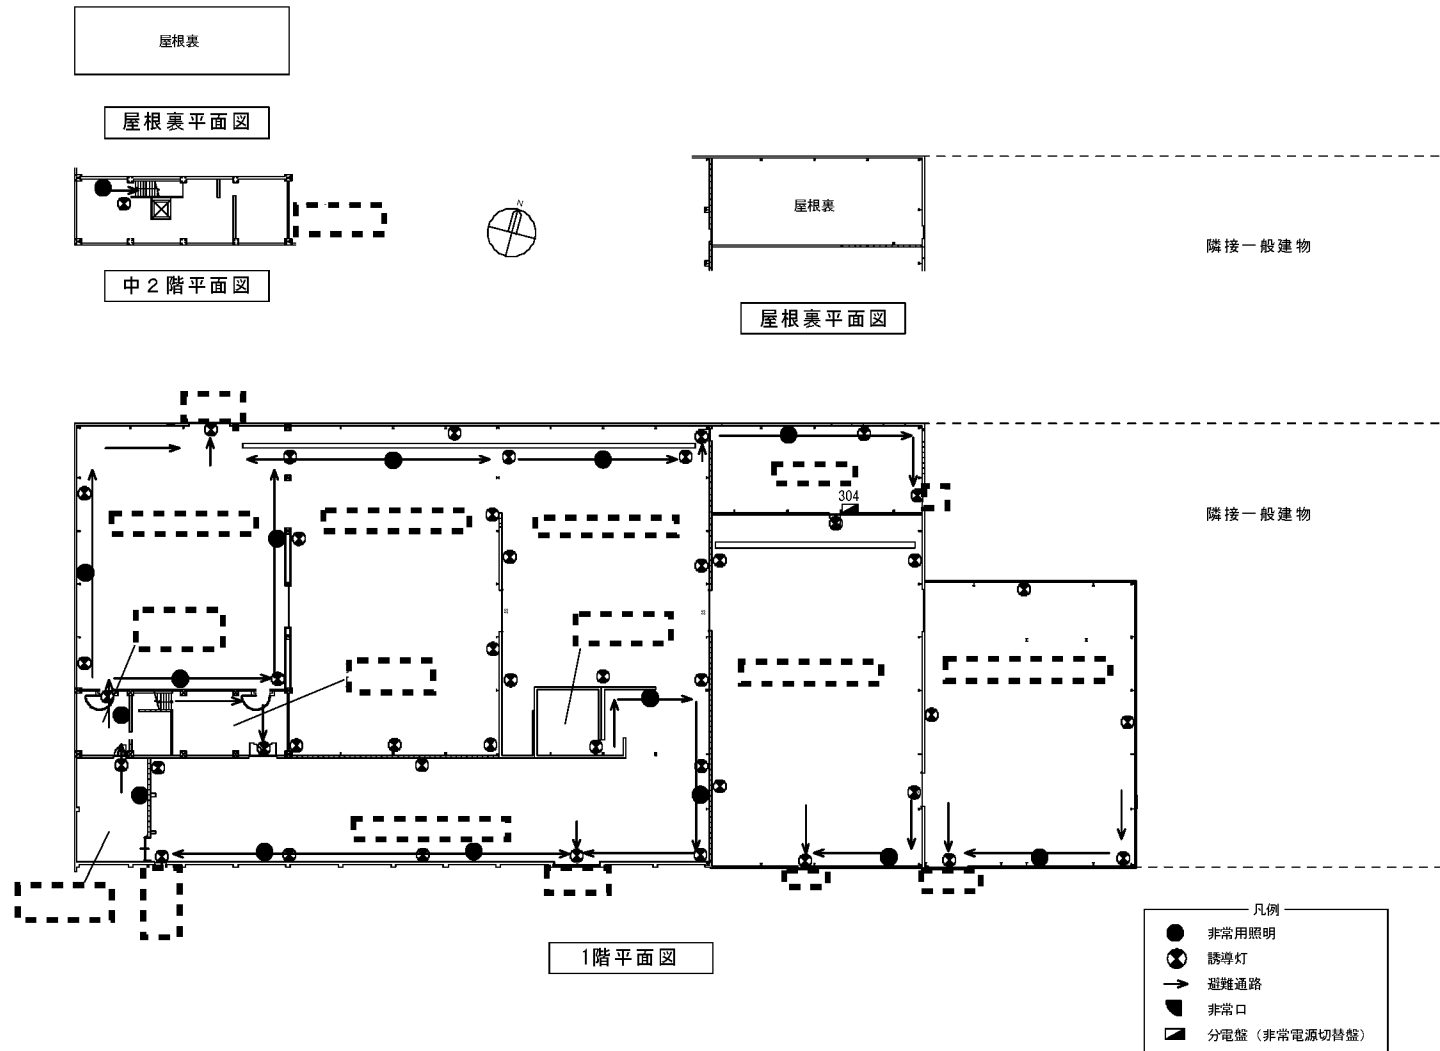 屋根裏
屋根裏平面図
中2階平面図
N
屋根裏
屋根裏平面図
隣接一般建物
304
隣接一般建物
1階平面図
凡例
非常用照明
誘導灯
避難通路
非常口
分電盤（非常電源切替盤）